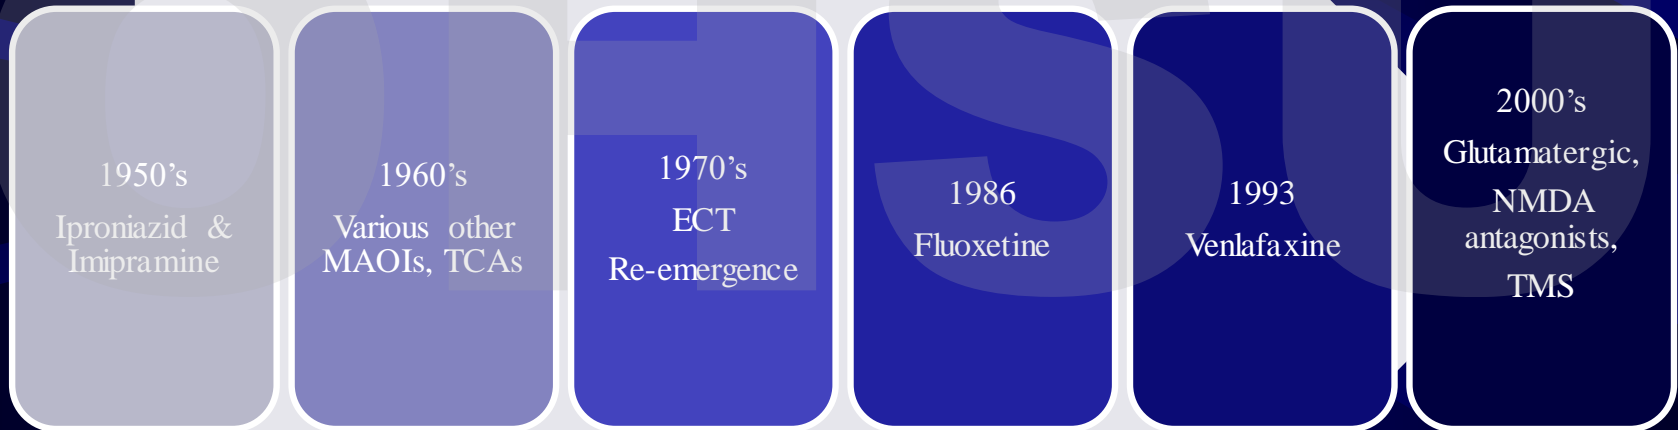 1950’s
Iproniazid &
Imipramine
1960’s
Various other
MAOIs, TCAs
1970’s
ECT
Re-emergence
1986
Fluoxetine
1993
Venlafaxine
2000’s
Glutamatergic,
NMDA
antagonists,
TMS